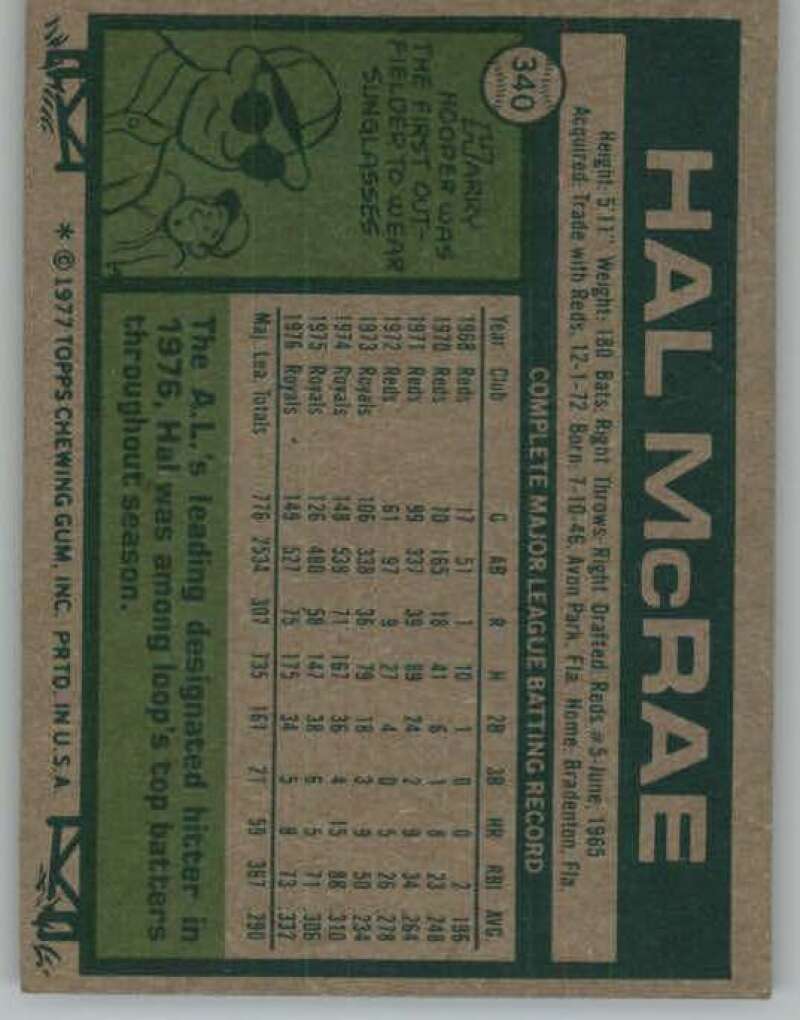 340
HAL McRAE
Height: 5'11" Weight: 180 Bats: Right Throws: Right Drafted Reds #5-June, 1965
Acquired: Trade with Reds, 12-1-72 Born: 7-10-46, Avon Park, Fla. Home: Bradenton, Fla.
HARRY
HOOPER WAS
THE FIRST OUT-
FIELDER TO WEAR
SUNGLASSES
COMPLETE MAJOR LEAGUE BATTING RECORD
Year Club G AB R H 2B 3B HR RBI AVG.
1968 Reds 17 51 1 10 1 0 0 2 .196
1970 Reds 70 165 18 41 6 1 8 23 .248
1971 Reds 99 337 39 89 24 2 9 34 .264
1972 Reds 61 97 9 27 4 0 5 26 .278
1973 Royals 106 338 36 79 18 3 9 50 .234
1974 Royals 148 539 71 167 36 4 15 88 .310
1975 Royals 126 480 58 147 38 6 5 71 .306
1976 Royals 149 527 75 175 34 5 8 73 .332
Maj. Lea. Totals 776 2534 307 735 161 21 59 367 .290
The A.L.'s leading designated hitter in
1976, Hal was among loop's top batters
throughout season.
* © 1977 TOPPS CHEWING GUM, INC. PRTD. IN U.S.A.